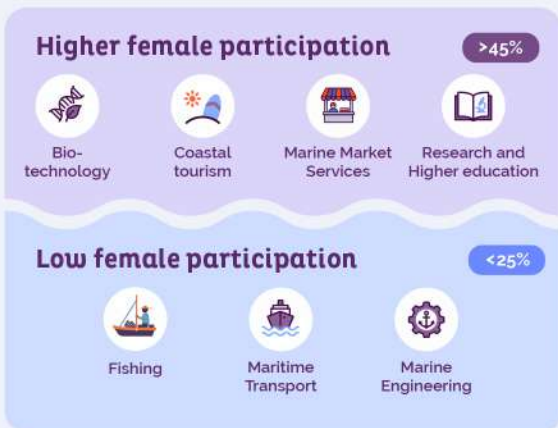 Higher female participation
>45%
Bio-
technology
Coastal
tourism
Marine Market
Services
Research and
Higher education
Low female participation
<25%
Fishing
Maritime
Transport
Marine
Engineering